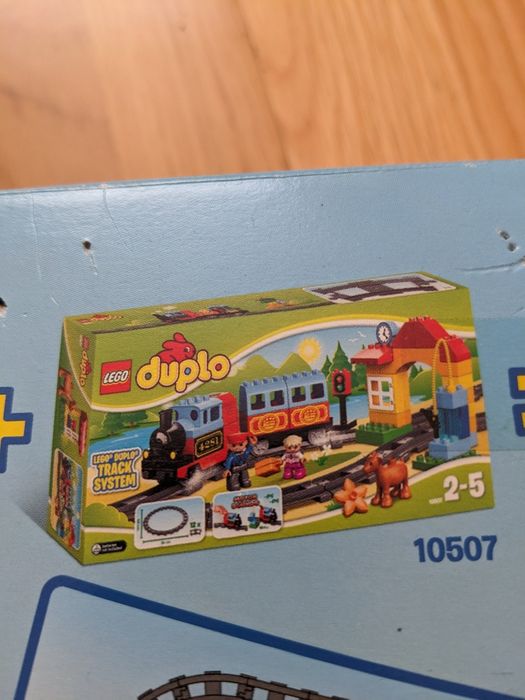 LEGO duplo
LEGO DUPLO
TRACK
SYSTEM
4281
2-5
10507